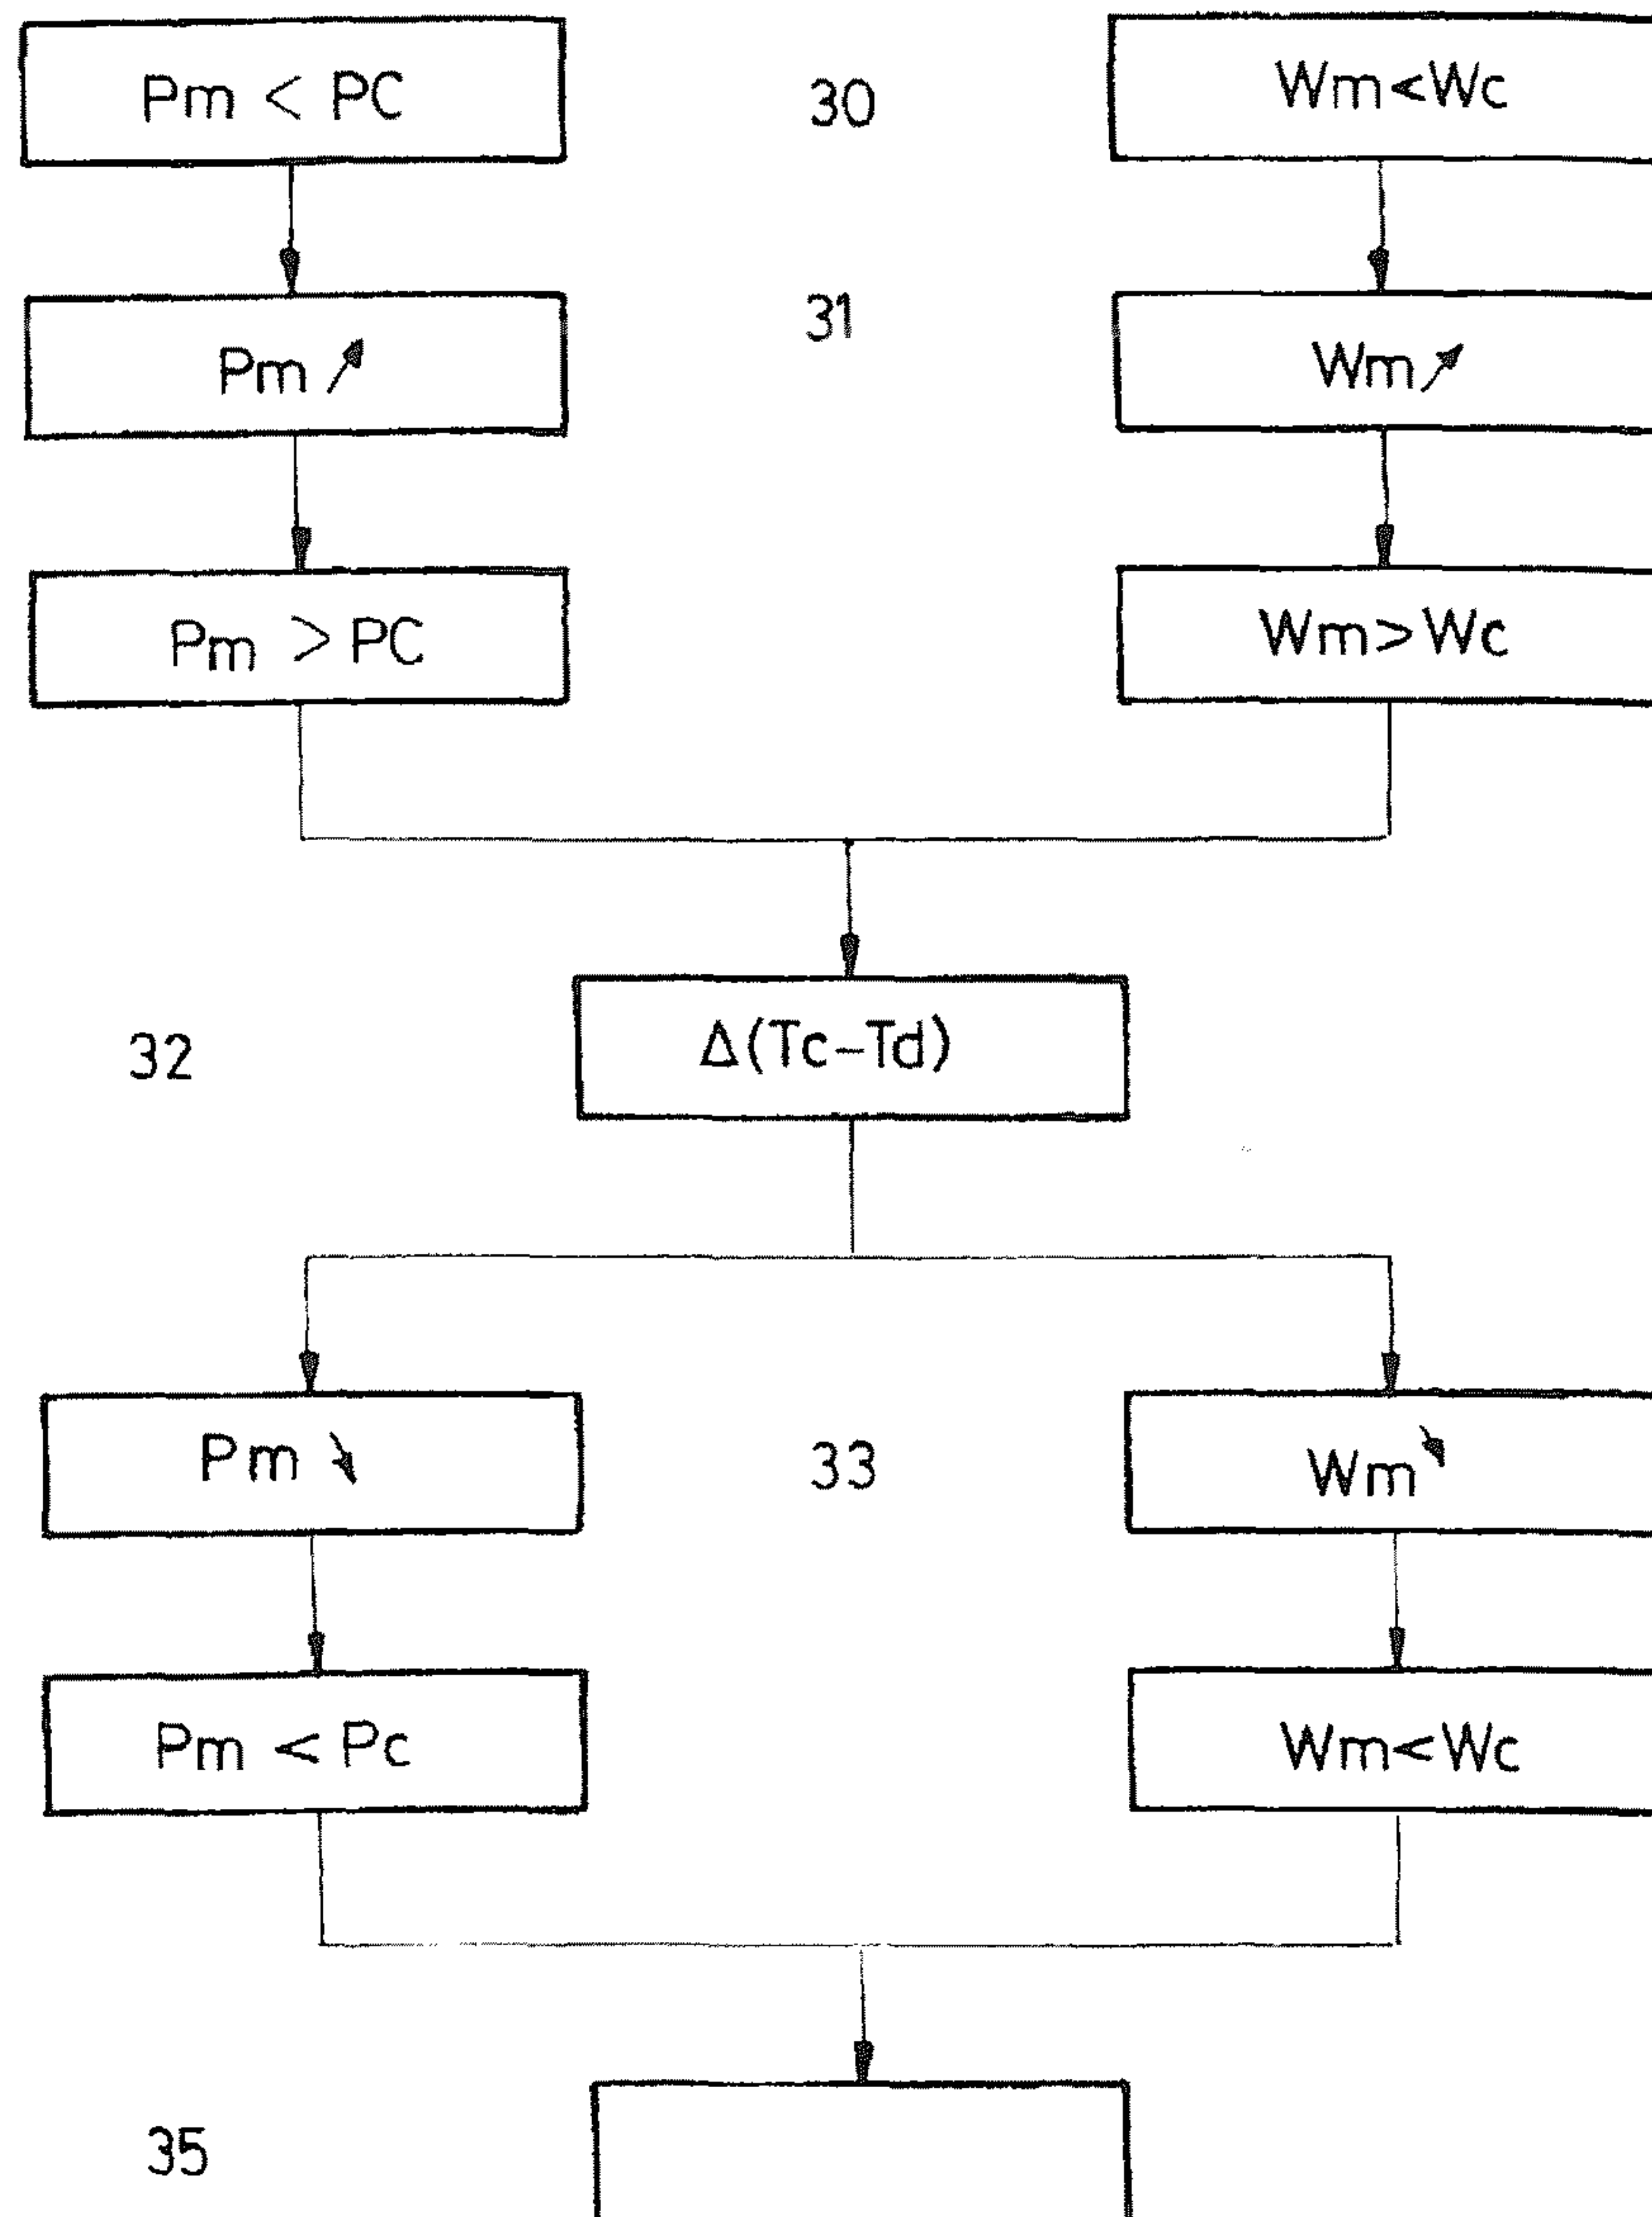 Pm < PC
30
Wm<Wc
Pm ↗
31
Wm↗
Pm > PC
Wm>Wc
32
Δ(Tc-Td)
Pm ↘
33
Wm↘
Pm < Pc
Wm<Wc
35